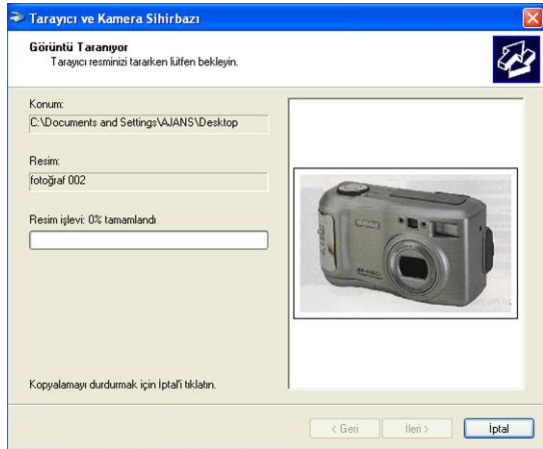 Tarayıcı ve Kamera Sihirbazı
Görüntü Taranıyor
Tarayıcı resminizi tararken lütfen bekleyin.
Konum:
C:\Documents and Settings\AJANS\Desktop
Resim:
fotoğraf 002
Resim işlevi: 0% tamamlandı
Kopyalamayı durdurmak için İptal'i tıklatın.
< Geri
İleri >
İptal